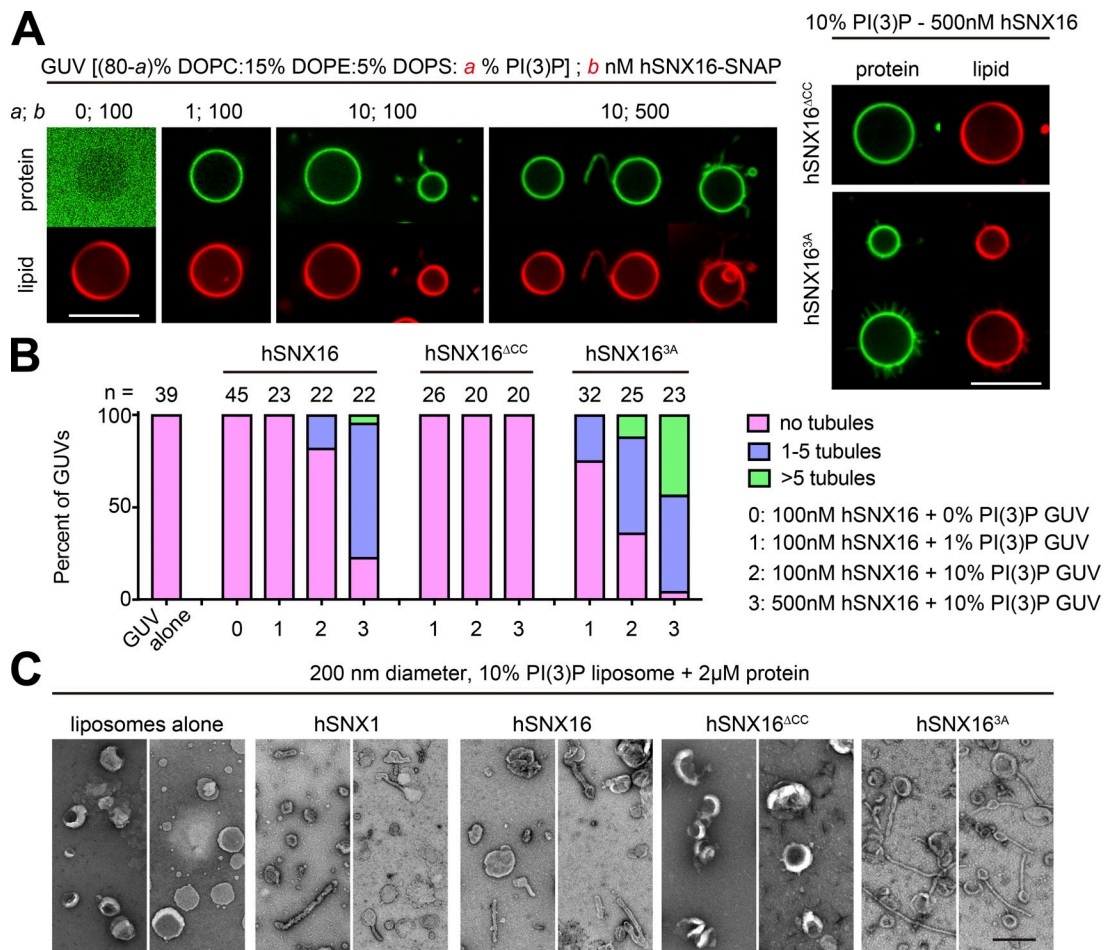 A
GUV [(80-a)% DOPC:15% DOPE:5% DOPS: a % PI(3)P] ; b nM hSNX16-SNAP
a; b 0; 100 1; 100 10; 100 10; 500
protein
lipid
10% PI(3)P - 500nM hSNX16
protein lipid
hSNX16ΔCC
hSNX163A
B
hSNX16 hSNX16ΔCC hSNX163A
n = 39 45 23 22 22 26 20 20 32 25 23
Percent of GUVs
100
50
0
GUV alone 0 1 2 3 1 2 3 1 2 3
no tubules
1-5 tubules
>5 tubules
0: 100nM hSNX16 + 0% PI(3)P GUV
1: 100nM hSNX16 + 1% PI(3)P GUV
2: 100nM hSNX16 + 10% PI(3)P GUV
3: 500nM hSNX16 + 10% PI(3)P GUV
C
200 nm diameter, 10% PI(3)P liposome + 2μM protein
liposomes alone hSNX1 hSNX16 hSNX16ΔCC hSNX163A